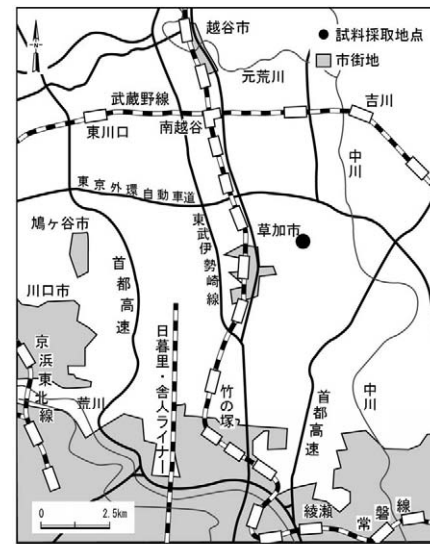 越谷市
● 試料採取地点
市街地
N
元荒川
武蔵野線
吉川
東川口
南越谷
中川
東京外環自動車道
鳩ヶ谷市
東武伊勢崎線
草加市
首都高速
川口市
京浜東北線
荒川
日暮里・舎人ライナー
竹の塚
首都高速
中川
綾瀬
常磐線
0 2.5km